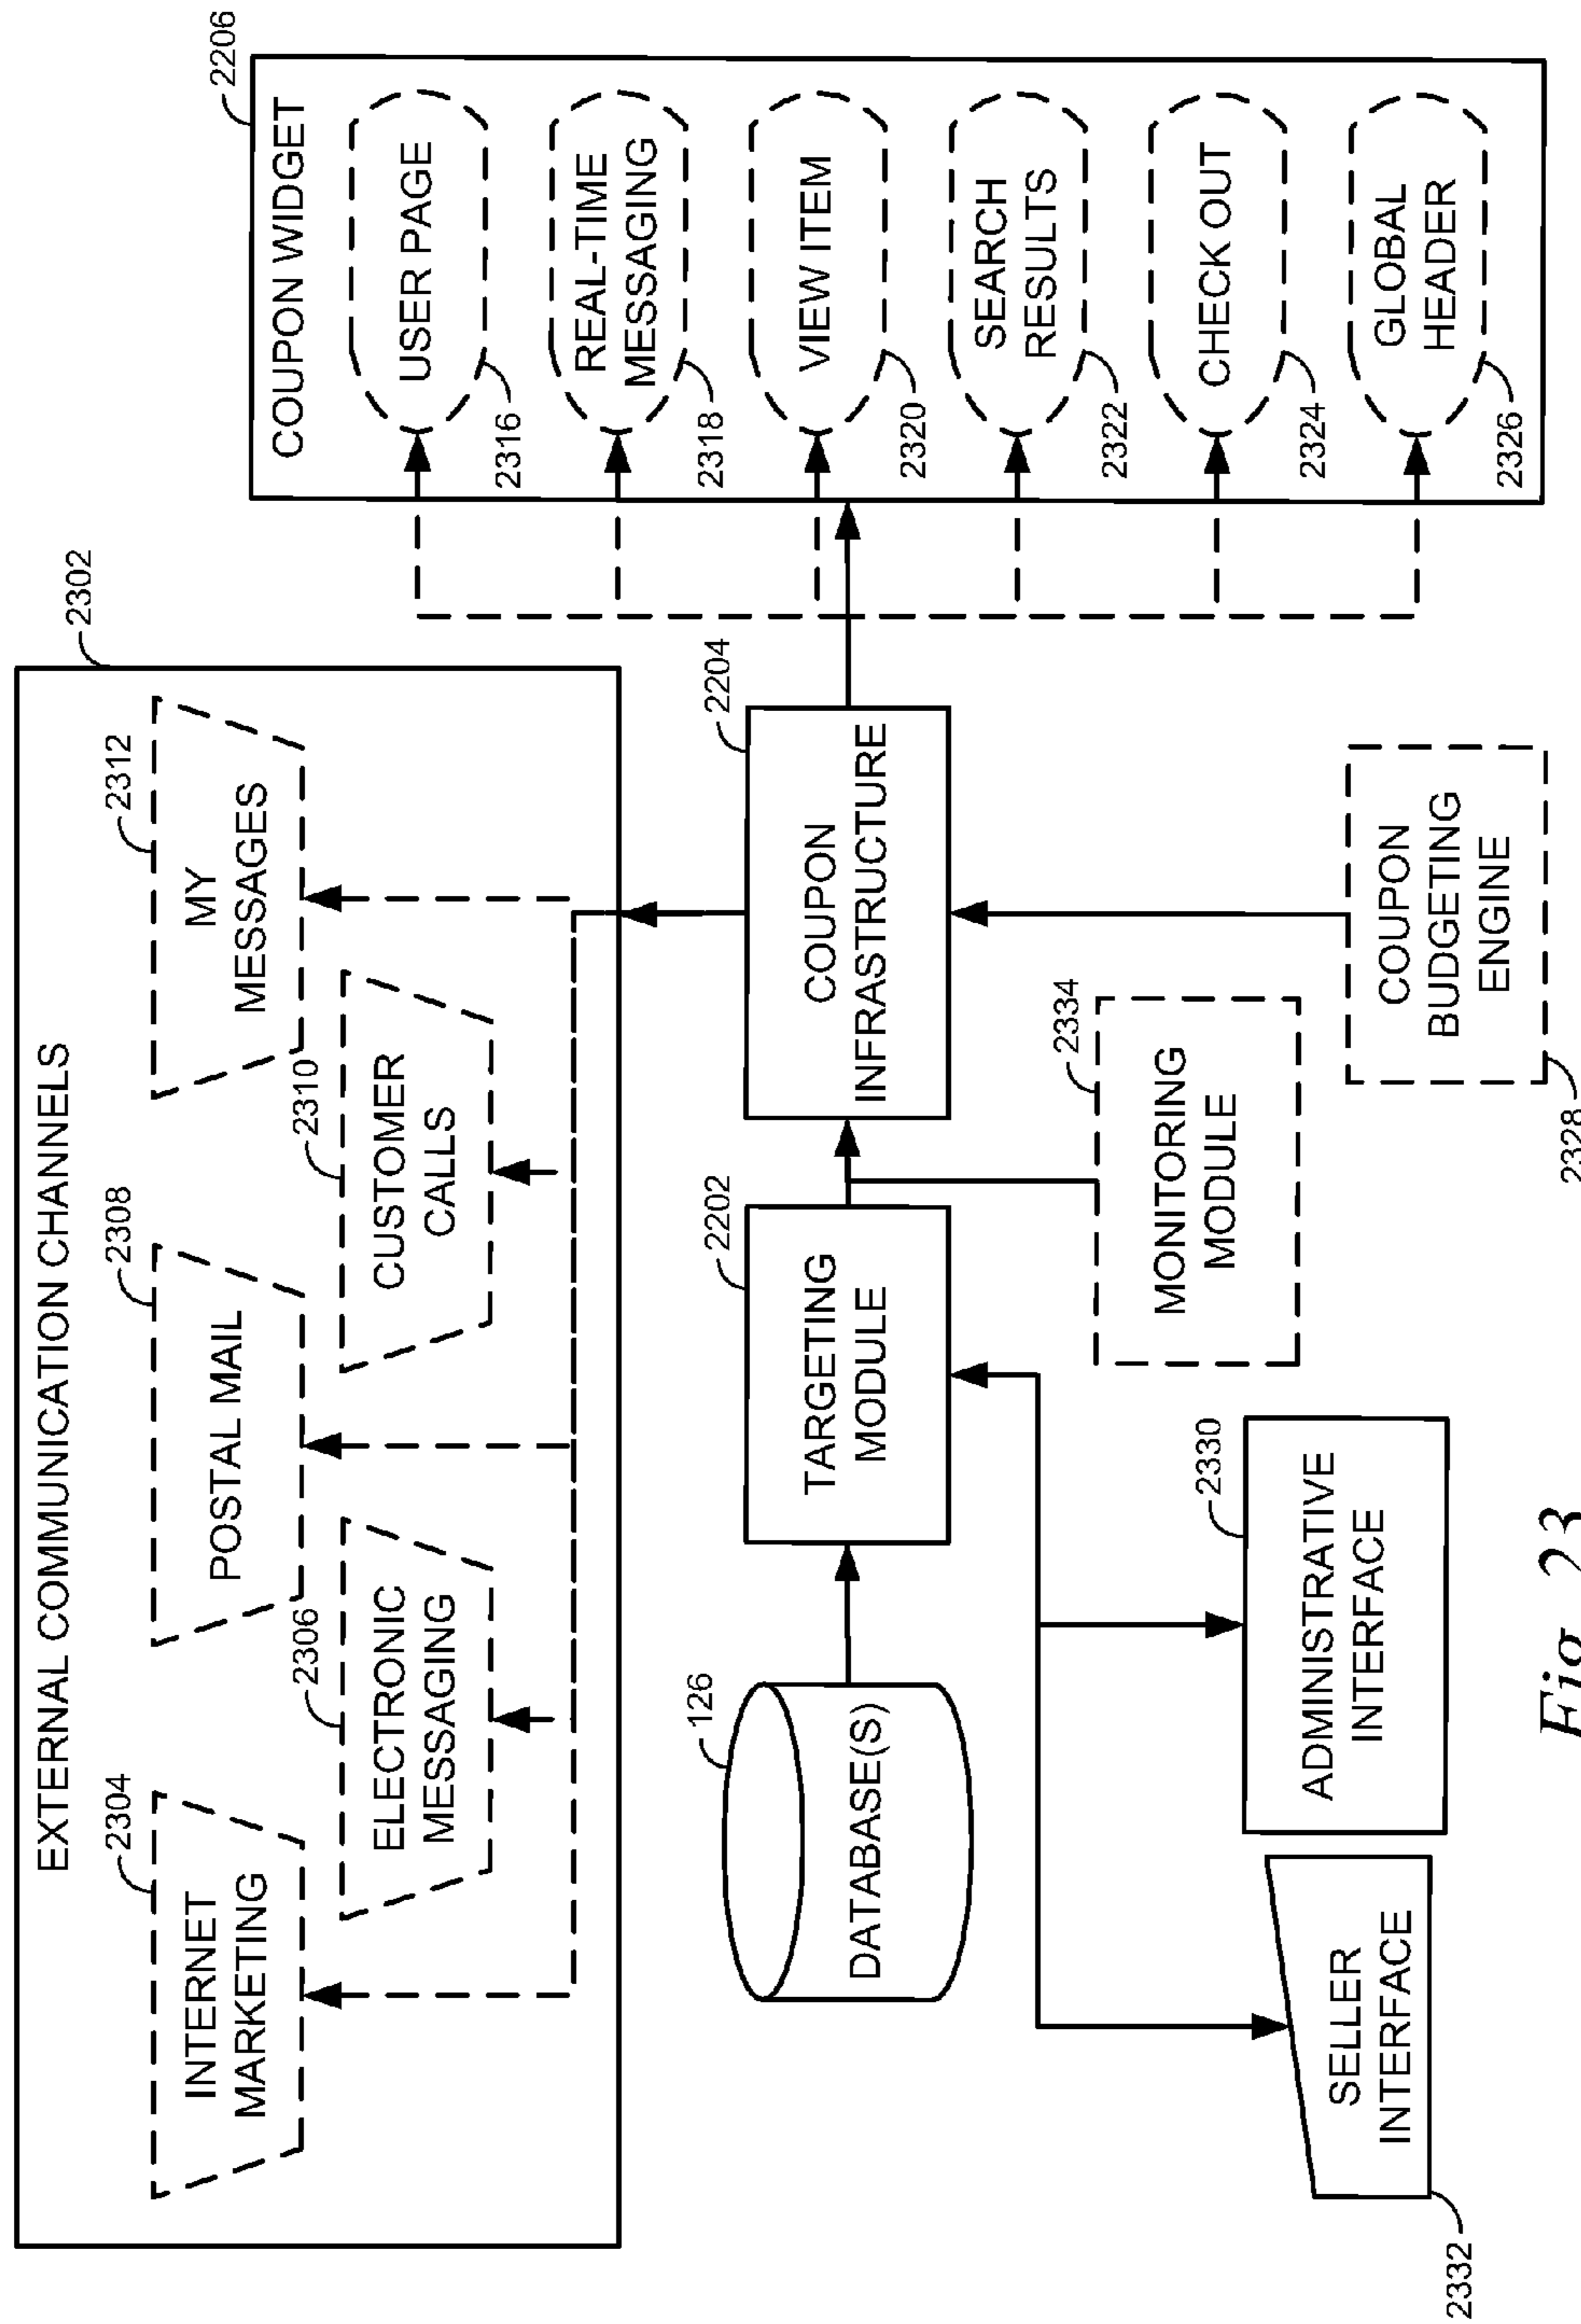 EXTERNAL COMMUNICATION CHANNELS
2302
2304
INTERNET
MARKETING
2308
POSTAL MAIL
2312
MY
MESSAGES
2306
ELECTRONIC
MESSAGING
2310
CUSTOMER
CALLS
126
DATABASE(S)
2202
TARGETING
MODULE
2204
COUPON
INFRASTRUCTURE
2206
COUPON WIDGET
USER PAGE
2316
REAL-TIME
MESSAGING
2318
VIEW ITEM
2320
SEARCH
RESULTS
2322
CHECK OUT
2324
GLOBAL
HEADER
2326
2334
MONITORING
MODULE
COUPON
BUDGETING
ENGINE
2328
2330
ADMINISTRATIVE
INTERFACE
SELLER
INTERFACE
2332
Fig. 23